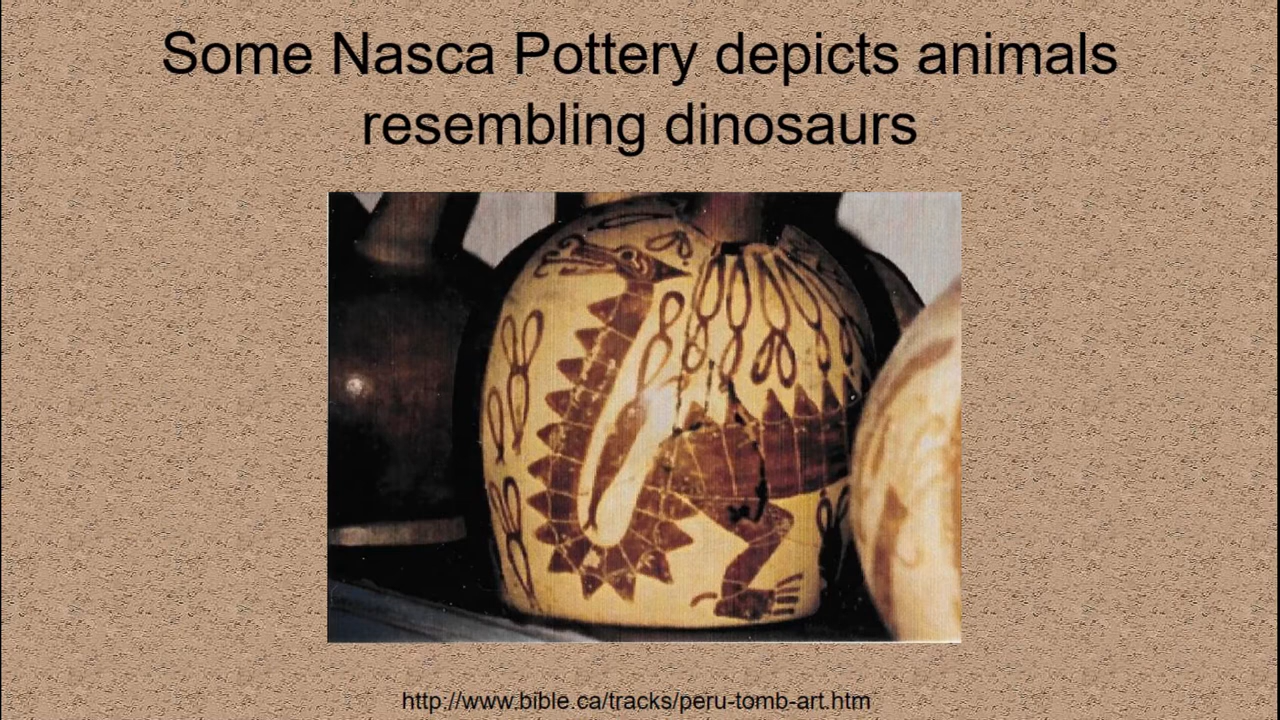 Some Nasca Pottery depicts animals
resembling dinosaurs
http://www.bible.ca/tracks/peru-tomb-art.htm